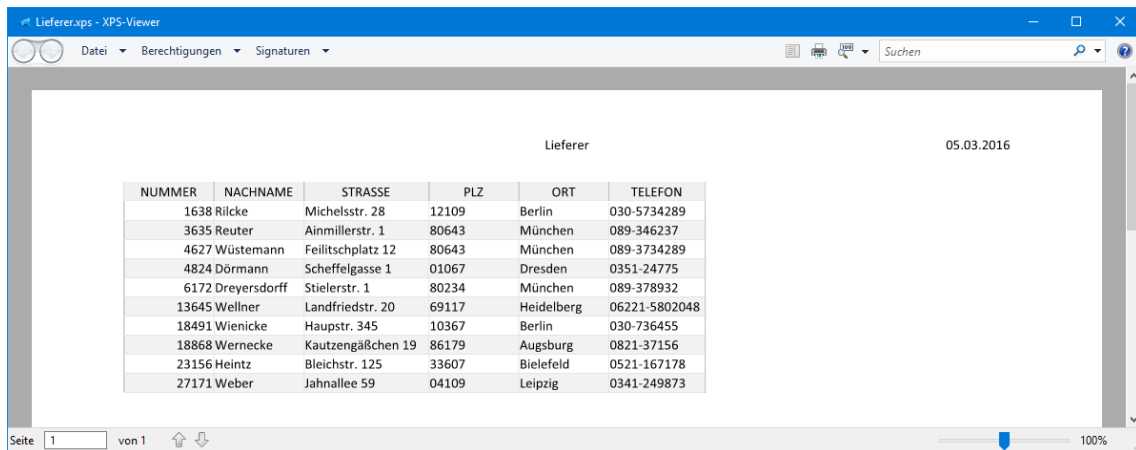 Lieferer.xps - XPS-Viewer
Datei Berechtigungen Signaturen Suchen
Lieferer 05.03.2016
NUMMER NACHNAME STRASSE PLZ ORT TELEFON
1638 Rilcke Michelsstr. 28 12109 Berlin 030-5734289
3635 Reuter Ainmillerstr. 1 80643 München 089-346237
4627 Wüstemann Feilitschplatz 12 80643 München 089-3734289
4824 Dörmann Scheffelgasse 1 01067 Dresden 0351-24775
6172 Dreyersdorff Stielerstr. 1 80234 München 089-378932
13645 Wellner Landfriedstr. 20 69117 Heidelberg 06221-5802048
18491 Wienicke Haupstr. 345 10367 Berlin 030-736455
18868 Wernecke Kautzengäßchen 19 86179 Augsburg 0821-37156
23156 Heintz Bleichstr. 125 33607 Bielefeld 0521-167178
27171 Weber Jahnallee 59 04109 Leipzig 0341-249873
Seite 1 von 1 100%